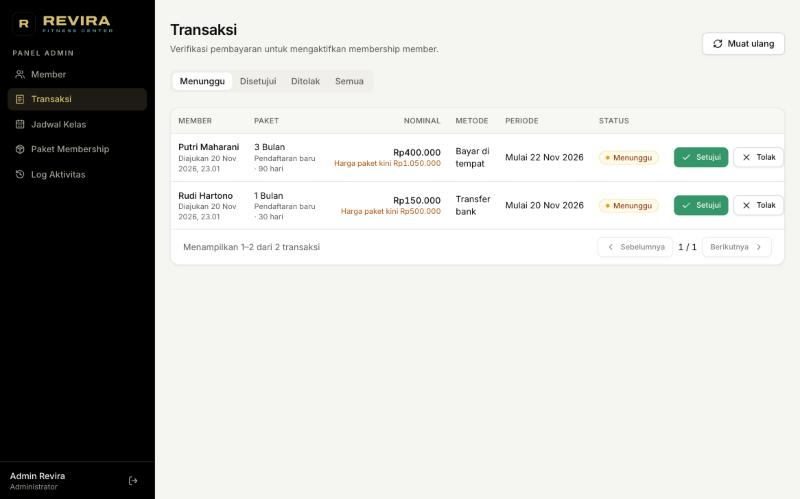 R REVIRA
FITNESS CENTER
PANEL ADMIN
Member
Transaksi
Jadwal Kelas
Paket Membership
Log Aktivitas
Admin Revira
Administrator
Transaksi
Verifikasi pembayaran untuk mengaktifkan membership member.
Muat ulang
Menunggu Disetujui Ditolak Semua
MEMBER PAKET NOMINAL METODE PERIODE STATUS
Putri Maharani
Diajukan 20 Nov
2026, 23.01
3 Bulan
Pendaftaran baru
· 90 hari
Rp400.000
Harga paket kini Rp1.050.000
Bayar di
tempat
Mulai 22 Nov 2026
Menunggu
Setujui
Tolak
Rudi Hartono
Diajukan 20 Nov
2026, 23.01
1 Bulan
Pendaftaran baru
· 30 hari
Rp150.000
Harga paket kini Rp500.000
Transfer
bank
Mulai 20 Nov 2026
Menunggu
Setujui
Tolak
Menampilkan 1–2 dari 2 transaksi
Sebelumnya 1 / 1 Berikutnya